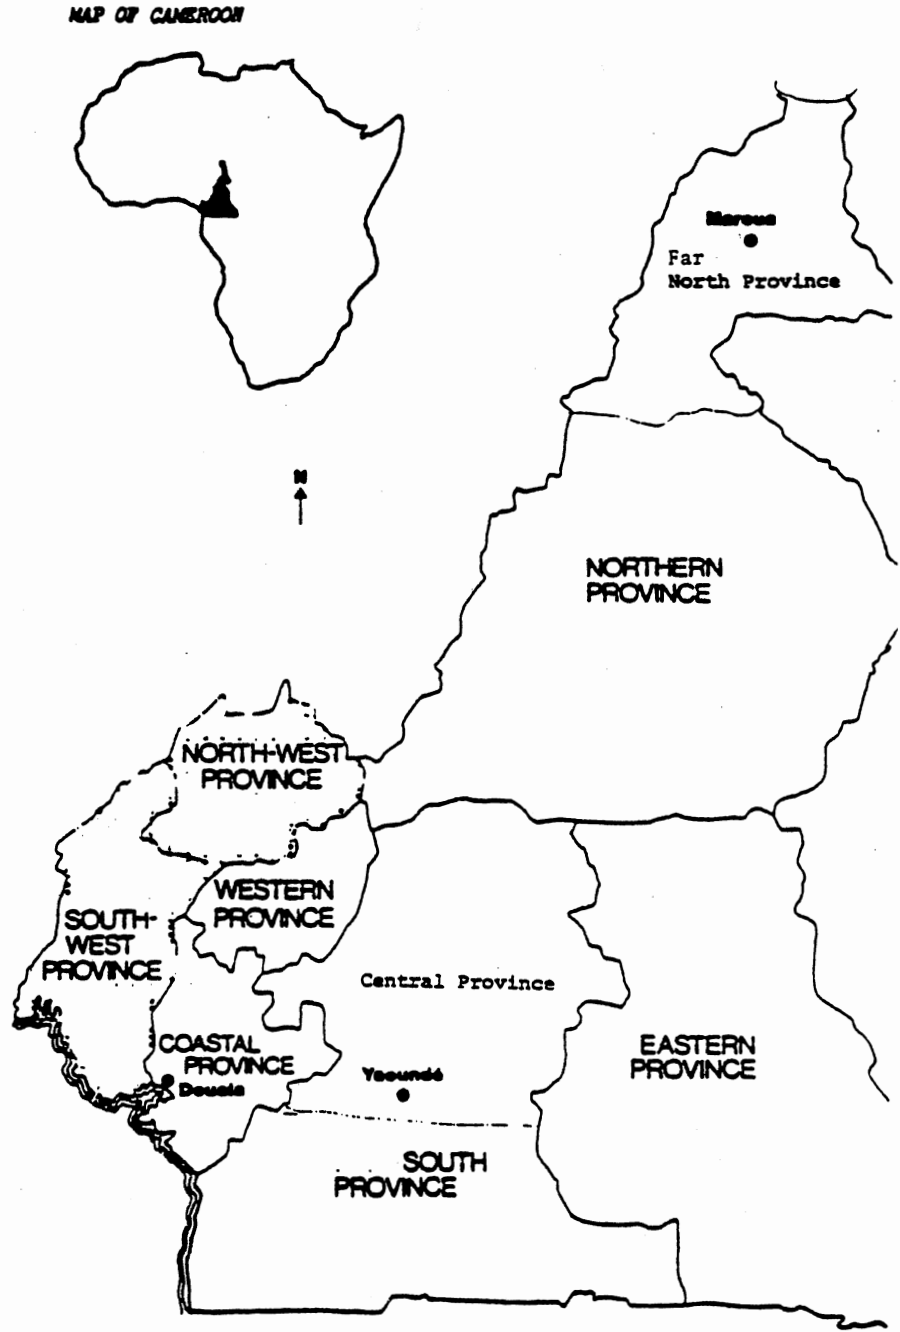 MAP OF CAMEROON
Maroua
Far
North Province
N
NORTHERN
PROVINCE
NORTH-WEST
PROVINCE
WESTERN
PROVINCE
SOUTH-
WEST
PROVINCE
Central Province
COASTAL
PROVINCE
EASTERN
PROVINCE
Yaoundé
Douala
SOUTH
PROVINCE